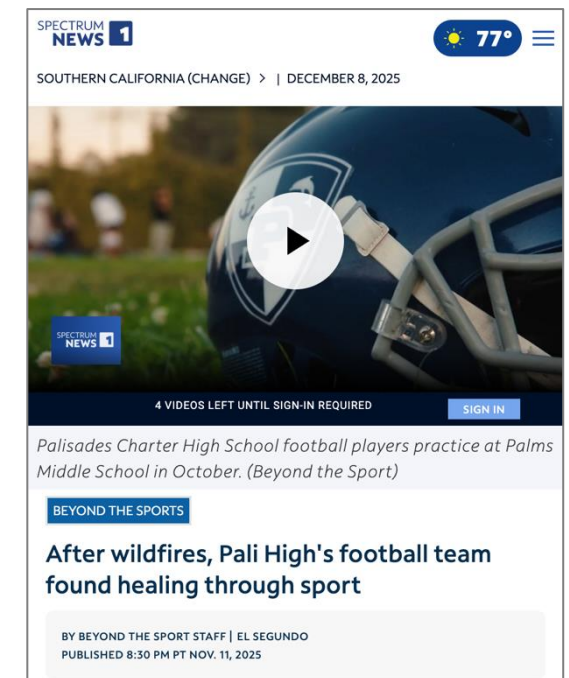 SPECTRUM
NEWS 1
77°
SOUTHERN CALIFORNIA (CHANGE) > | DECEMBER 8, 2025
SPECTRUM
NEWS 1
4 VIDEOS LEFT UNTIL SIGN-IN REQUIRED
SIGN IN
Palisades Charter High School football players practice at Palms
Middle School in October. (Beyond the Sport)
BEYOND THE SPORTS
After wildfires, Pali High's football team
found healing through sport
BY BEYOND THE SPORT STAFF | EL SEGUNDO
PUBLISHED 8:30 PM PT NOV. 11, 2025